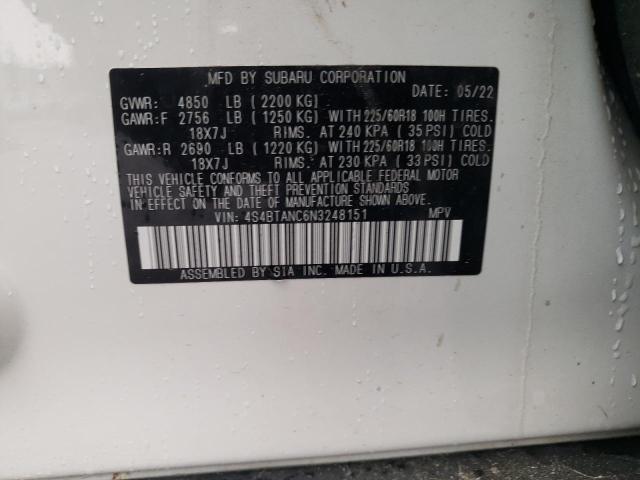 MFD BY SUBARU CORPORATION DATE: 05/22
GVWR: 4850 LB (2200 KG)
GAWR:F 2756 LB (1250 KG) WITH 225/60R18 100H TIRES.
18X7J RIMS. AT 240 KPA (35 PSI) COLD
GAWR:R 2690 LB (1220 KG) WITH 225/60R18 100H TIRES.
18X7J RIMS. AT 230 KPA (33 PSI) COLD
THIS VEHICLE CONFORMS TO ALL APPLICABLE FEDERAL MOTOR
VEHICLE SAFETY AND THEFT PREVENTION STANDARDS
IN EFFECT ON THE DATE OF MANUFACTURE SHOWN ABOVE.
VIN: 4S4BTANC6N3248151 MPV
ASSEMBLED BY SIA INC. MADE IN U.S.A.